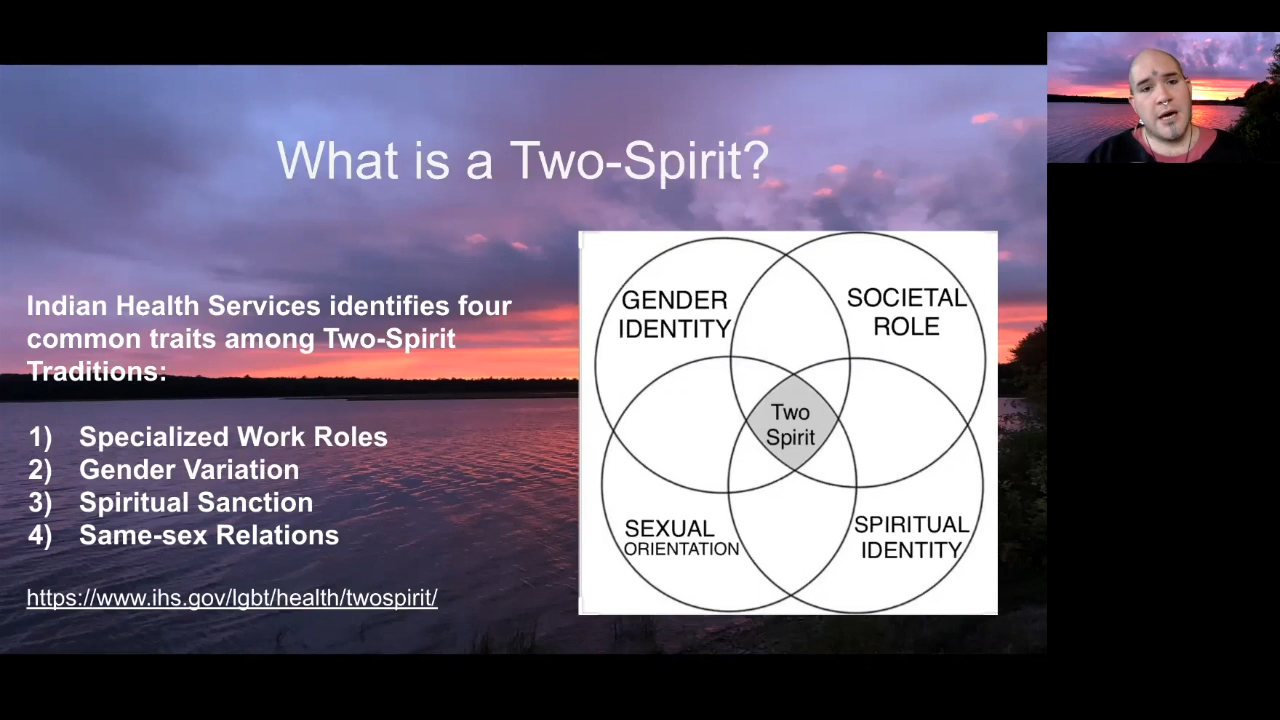 What is a Two-Spirit?
Indian Health Services identifies four
common traits among Two-Spirit
Traditions:
1) Specialized Work Roles
2) Gender Variation
3) Spiritual Sanction
4) Same-sex Relations
https://www.ihs.gov/lgbt/health/twospirit/
GENDER
IDENTITY
SOCIETAL
ROLE
Two
Spirit
SEXUAL
ORIENTATION
SPIRITUAL
IDENTITY